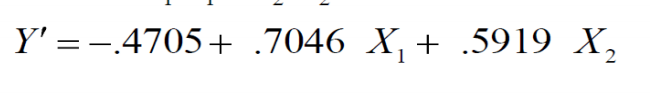 Y′ = −.4705 + .7046 X₁ + .5919 X₂